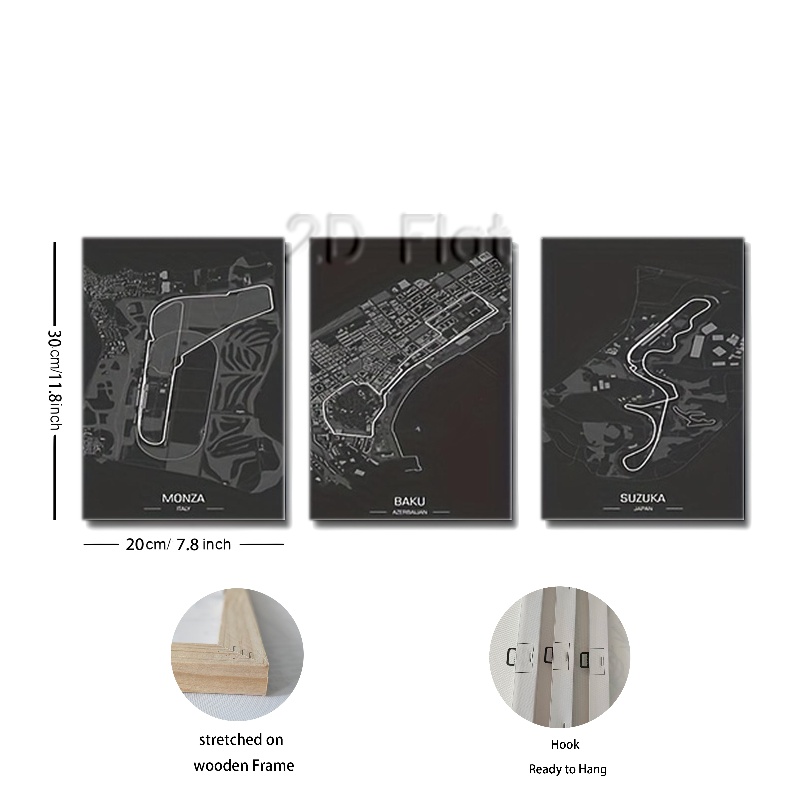 2D Flat
30cm/11.8inch
MONZA
ITALY
BAKU
AZERBAIJAN
SUZUKA
JAPAN
20cm/ 7.8 inch
stretched on
wooden Frame
Hook
Ready to Hang